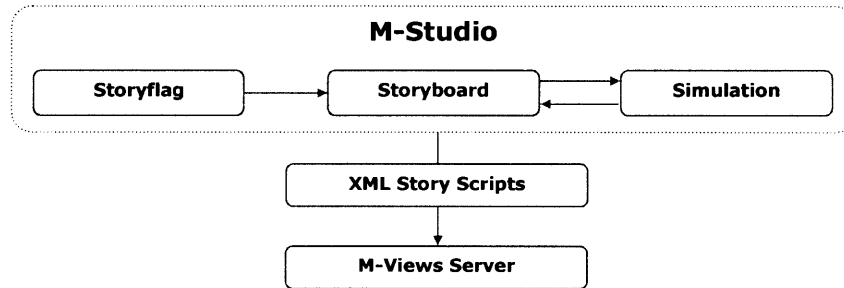 M-Studio
Storyflag
Storyboard
Simulation
XML Story Scripts
M-Views Server